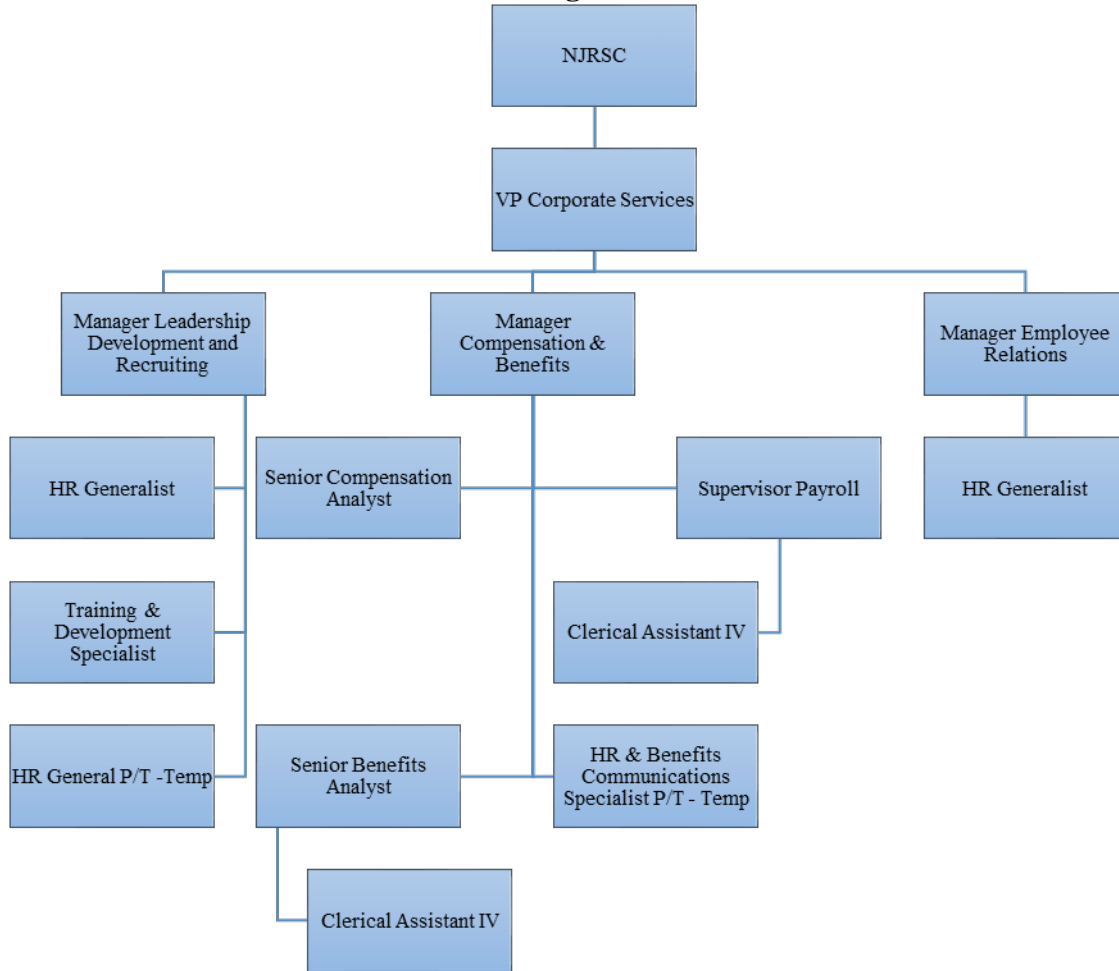 NJRSC
VP Corporate Services
Manager Leadership
Development and
Recruiting
Manager
Compensation &
Benefits
Manager Employee
Relations
HR Generalist
Senior Compensation
Analyst
Supervisor Payroll
HR Generalist
Training &
Development
Specialist
Clerical Assistant IV
HR General P/T -Temp
Senior Benefits
Analyst
HR & Benefits
Communications
Specialist P/T - Temp
Clerical Assistant IV